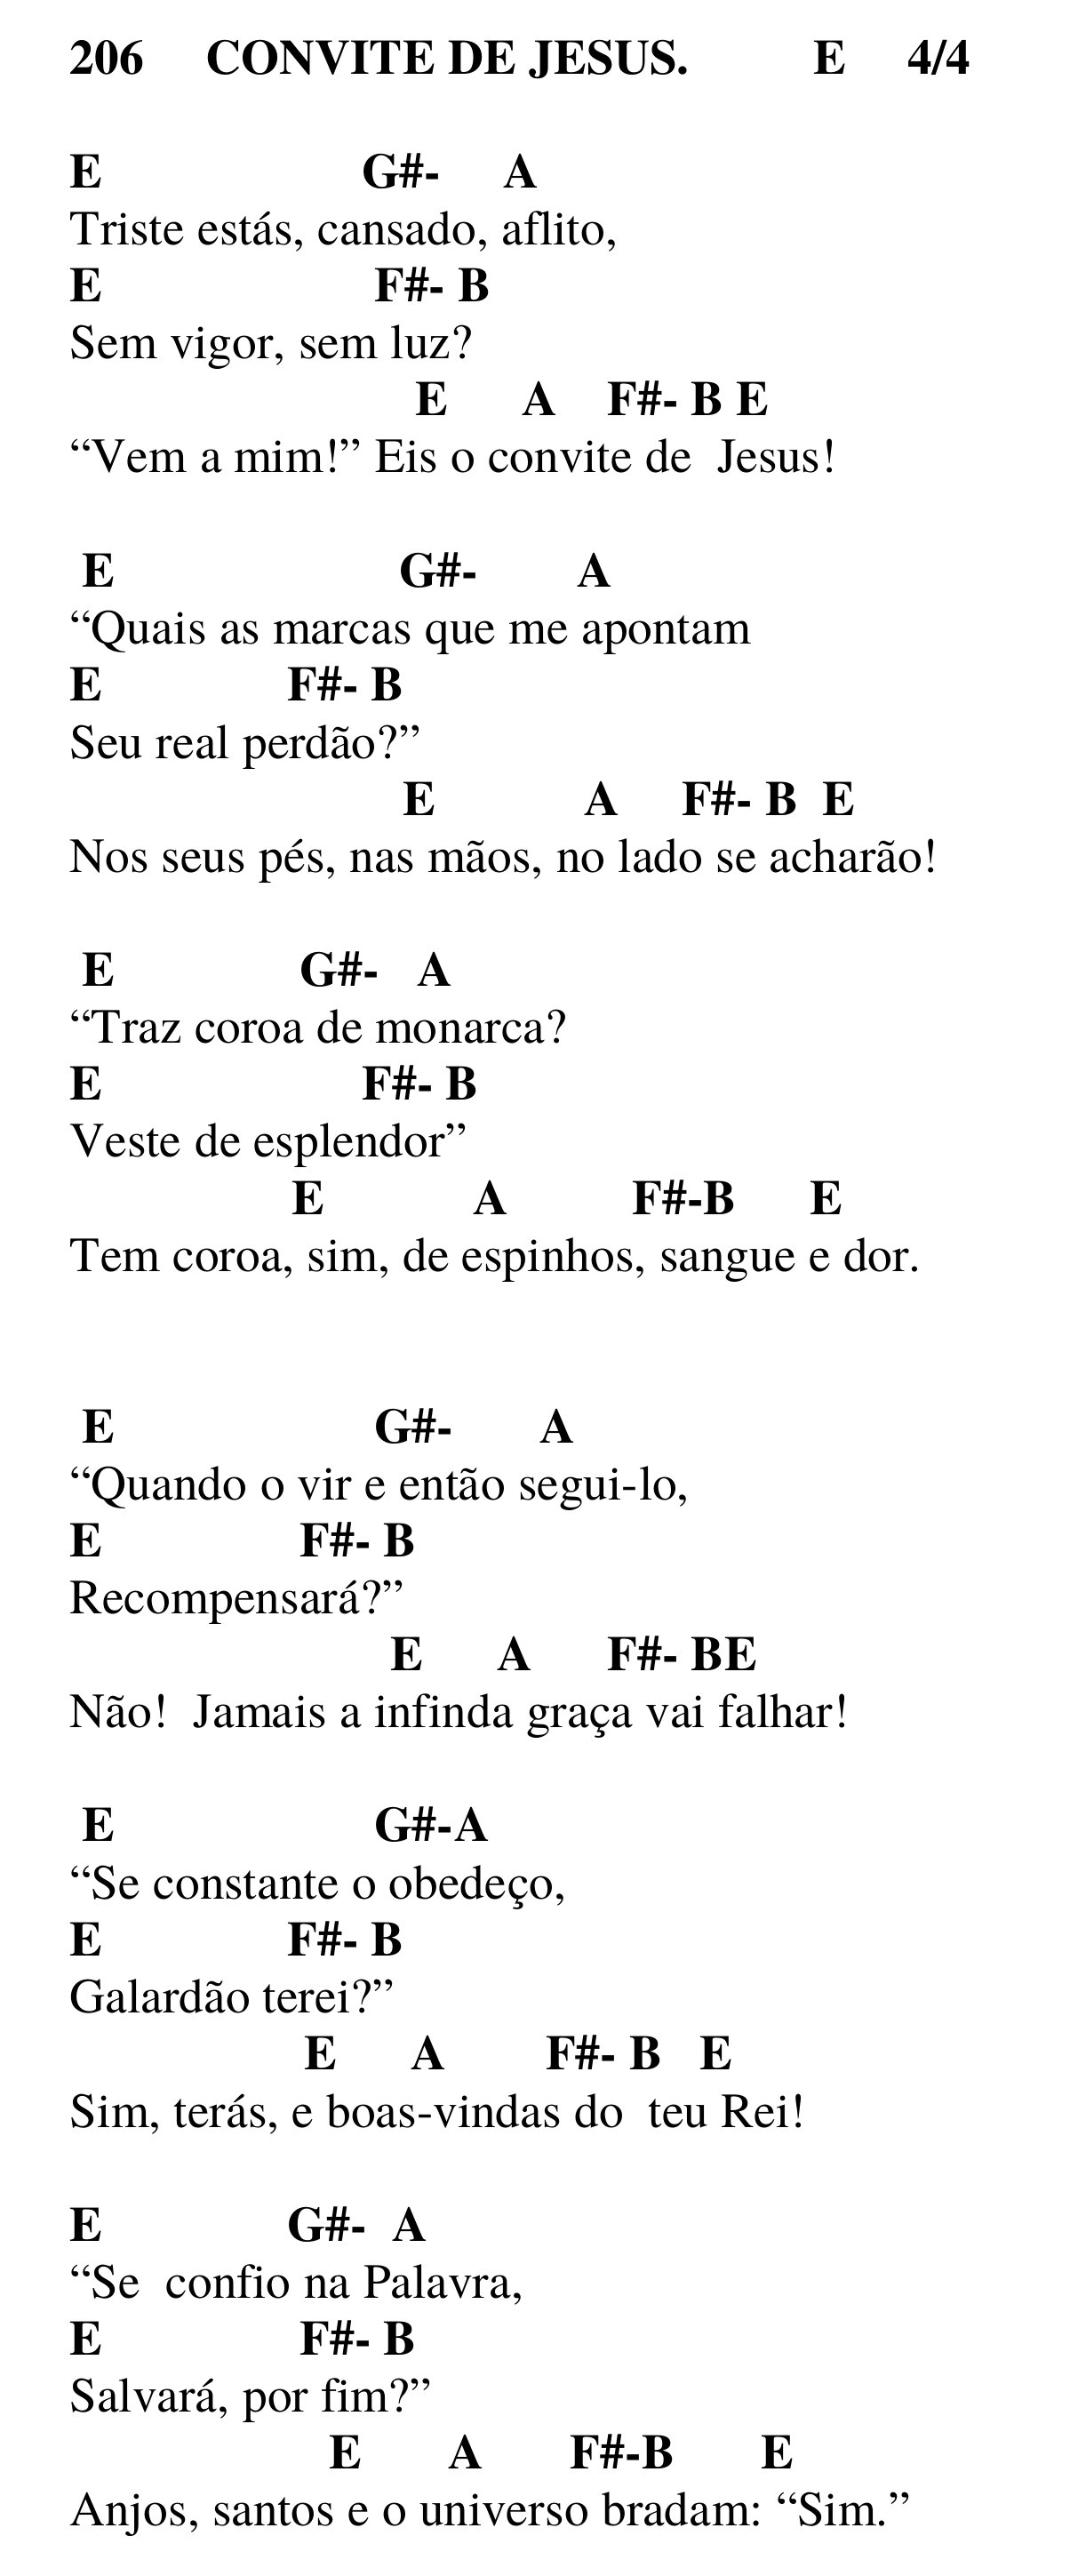 206 CONVITE DE JESUS. E 4/4
E G#- A
Triste estás, cansado, aflito,
E F#- B
Sem vigor, sem luz?
E A F#- B E
“Vem a mim!” Eis o convite de Jesus!
E G#- A
“Quais as marcas que me apontam
E F#- B
Seu real perdão?”
E A F#- B E
Nos seus pés, nas mãos, no lado se acharão!
E G#- A
“Traz coroa de monarca?
E F#- B
Veste de esplendor”
E A F#-B E
Tem coroa, sim, de espinhos, sangue e dor.
E G#- A
“Quando o vir e então segui-lo,
E F#- B
Recompensará?”
E A F#- BE
Não! Jamais a infinda graça vai falhar!
E G#-A
“Se constante o obedeço,
E F#- B
Galardão terei?”
E A F#- B E
Sim, terás, e boas-vindas do teu Rei!
E G#- A
“Se confio na Palavra,
E F#- B
Salvará, por fim?”
E A F#-B E
Anjos, santos e o universo bradam: “Sim.”